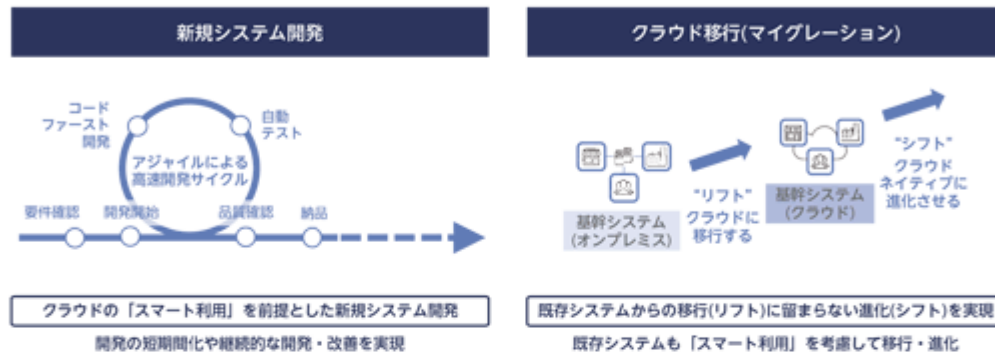 新規システム開発
コード
ファースト
開発
自動
テスト
アジャイルによる
高速開発サイクル
要件確認
開発開始
品質確認
納品
クラウドの「スマート利用」を前提とした新規システム開発
開発の短期間化や継続的な開発・改善を実現
クラウド移行(マイグレーション)
基幹システム
(オンプレミス)
"リフト"
クラウドに
移行する
基幹システム
(クラウド)
"シフト"
クラウド
ネイティブに
進化させる
既存システムからの移行(リフト)に留まらない進化(シフト)を実現
既存システムも「スマート利用」を考慮して移行・進化